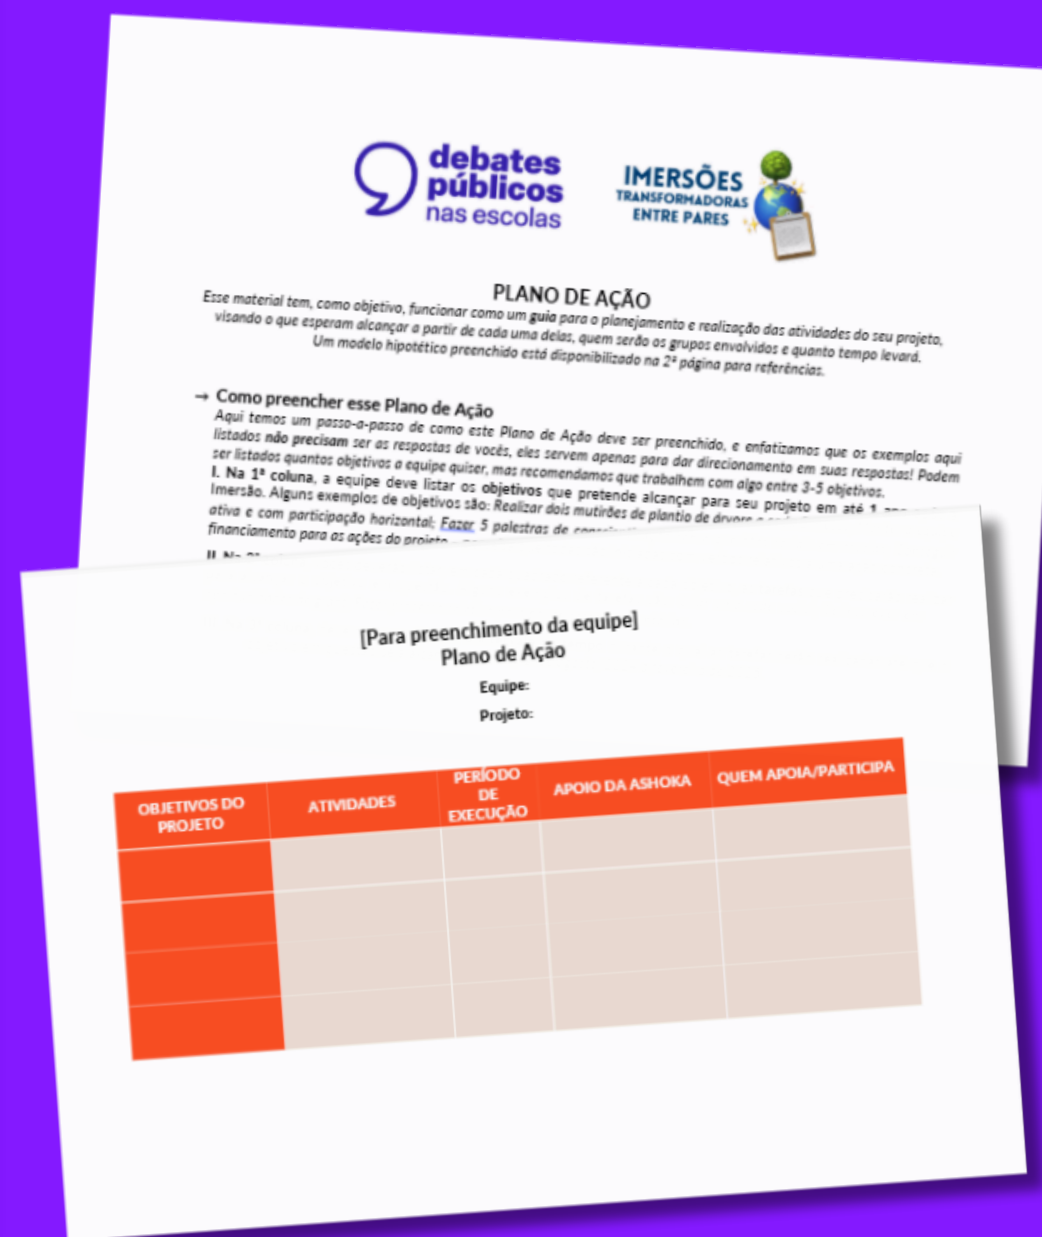 debates
públicos
nas escolas
IMERSÕES
TRANSFORMADORAS
ENTRE PARES
PLANO DE AÇÃO
Esse material tem, como objetivo, funcionar como um guia para o planejamento e realização das atividades do seu projeto,
visando o que esperam alcançar a partir de cada uma delas, quem serão os grupos envolvidos e quanto tempo levará.
Um modelo hipotético preenchido está disponibilizado na 2ª página para referências.
→ Como preencher esse Plano de Ação
Aqui temos um passo-a-passo de como este Plano de Ação deve ser preenchido, e enfatizamos que os exemplos aqui
listados não precisam ser as respostas de vocês, eles servem apenas para dar direcionamento em suas respostas! Podem
ser listados quantos objetivos a equipe quiser, mas recomendamos que trabalhem com algo entre 3-5 objetivos.
I. Na 1ª coluna, a equipe deve listar os objetivos que pretende alcançar para seu projeto em até 1
Imersão. Alguns exemplos de objetivos são: Realizar dois mutirões de plantio de
ativa e com participação horizontal; Fazer 5 palestras de
financiamento para as ações do projeto
II. Na
[Para preenchimento da equipe]
Plano de Ação
Equipe:
Projeto:
OBJETIVOS DO
PROJETO
ATIVIDADES
PERÍODO
DE
EXECUÇÃO
APOIO DA ASHOKA
QUEM APOIA/PARTICIPA